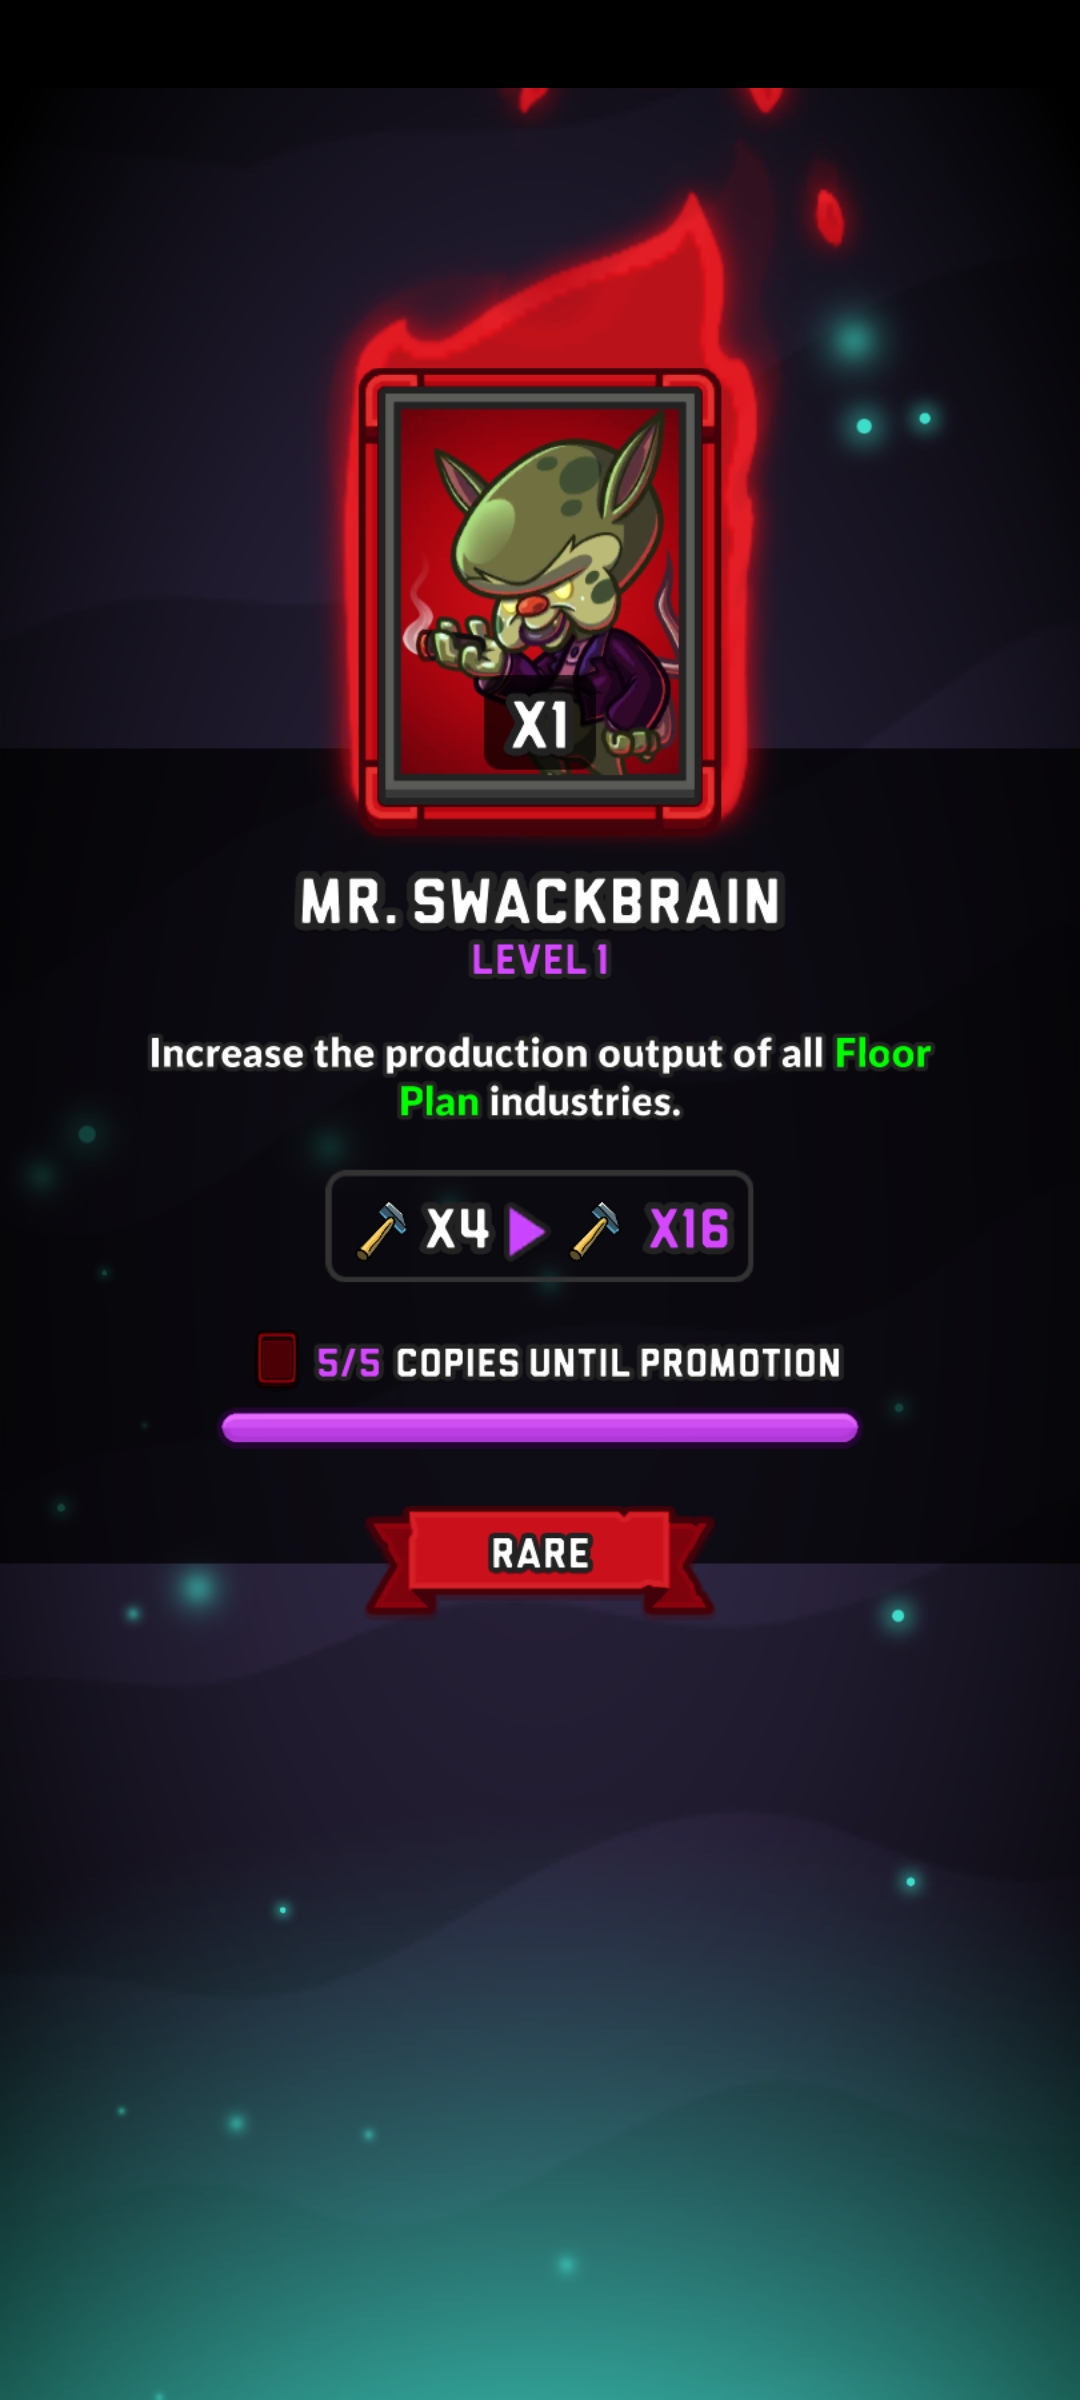 X1
MR. SWACKBRAIN
LEVEL 1
Increase the production output of all Floor
Plan industries.
X4 X16
5/5 COPIES UNTIL PROMOTION
RARE